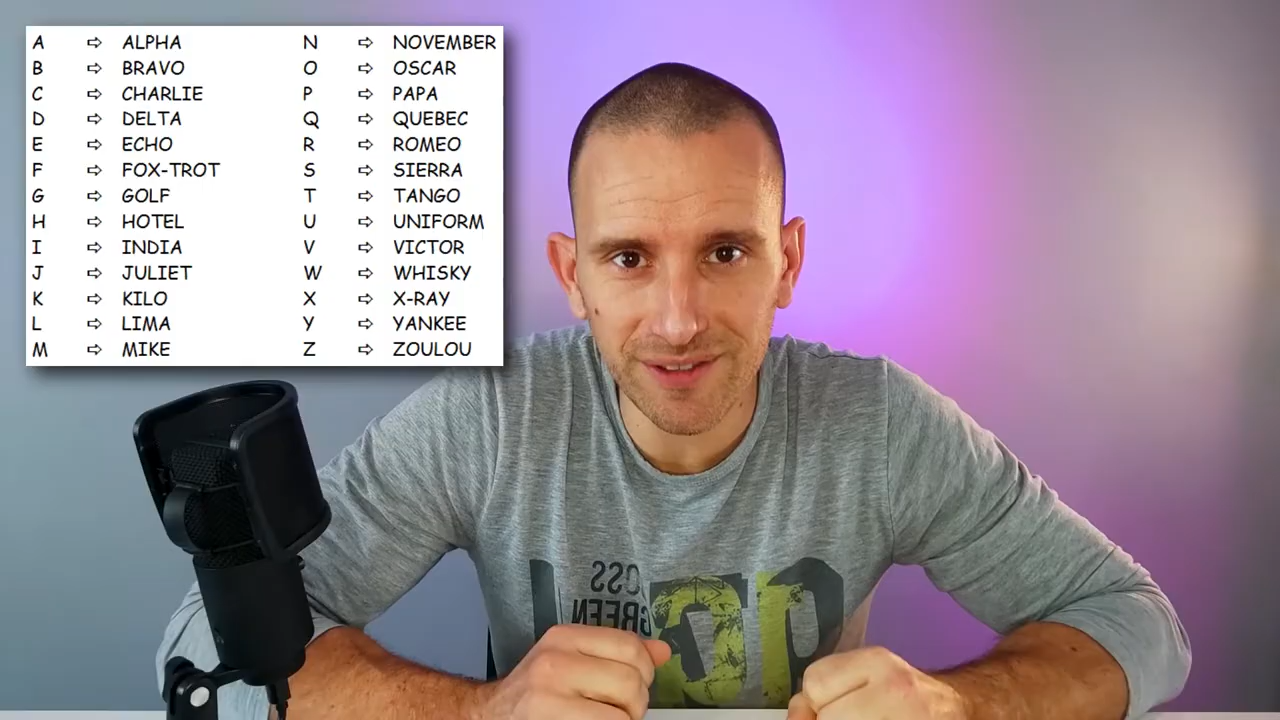 A ⇨ ALPHA N ⇨ NOVEMBER
B ⇨ BRAVO O ⇨ OSCAR
C ⇨ CHARLIE P ⇨ PAPA
D ⇨ DELTA Q ⇨ QUEBEC
E ⇨ ECHO R ⇨ ROMEO
F ⇨ FOX-TROT S ⇨ SIERRA
G ⇨ GOLF T ⇨ TANGO
H ⇨ HOTEL U ⇨ UNIFORM
I ⇨ INDIA V ⇨ VICTOR
J ⇨ JULIET W ⇨ WHISKY
K ⇨ KILO X ⇨ X-RAY
L ⇨ LIMA Y ⇨ YANKEE
M ⇨ MIKE Z ⇨ ZOULOU
GREEN